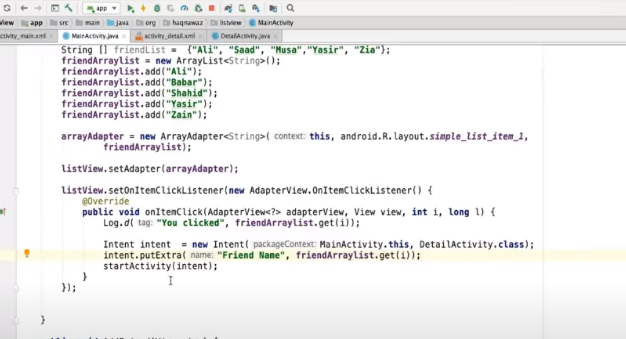 app
View app src main java org haqnawaz listview MainActivity
activity_main.xml MainActivity.java activity_detail.xml DetailActivity.java
String [] friendList = {"Ali", "Saad", "Musa","Yasir", "Zia"};
friendArraylist = new ArrayList<String>();
friendArraylist.add("Ali");
friendArraylist.add("Babar");
friendArraylist.add("Shahid");
friendArraylist.add("Yasir");
friendArraylist.add("Zain");
arrayAdapter = new ArrayAdapter<String>( context: this, android.R.layout.simple_list_item_1,
friendArraylist);
listView.setAdapter(arrayAdapter);
listView.setOnItemClickListener(new AdapterView.OnItemClickListener() {
@Override
public void onItemClick(AdapterView<?> adapterView, View view, int i, long l) {
Log.d( tag: "You clicked", friendArraylist.get(i));
Intent intent = new Intent( packageContext: MainActivity.this, DetailActivity.class);
intent.putExtra( name: "Friend Name", friendArraylist.get(i));
startActivity(intent);
}
});
}